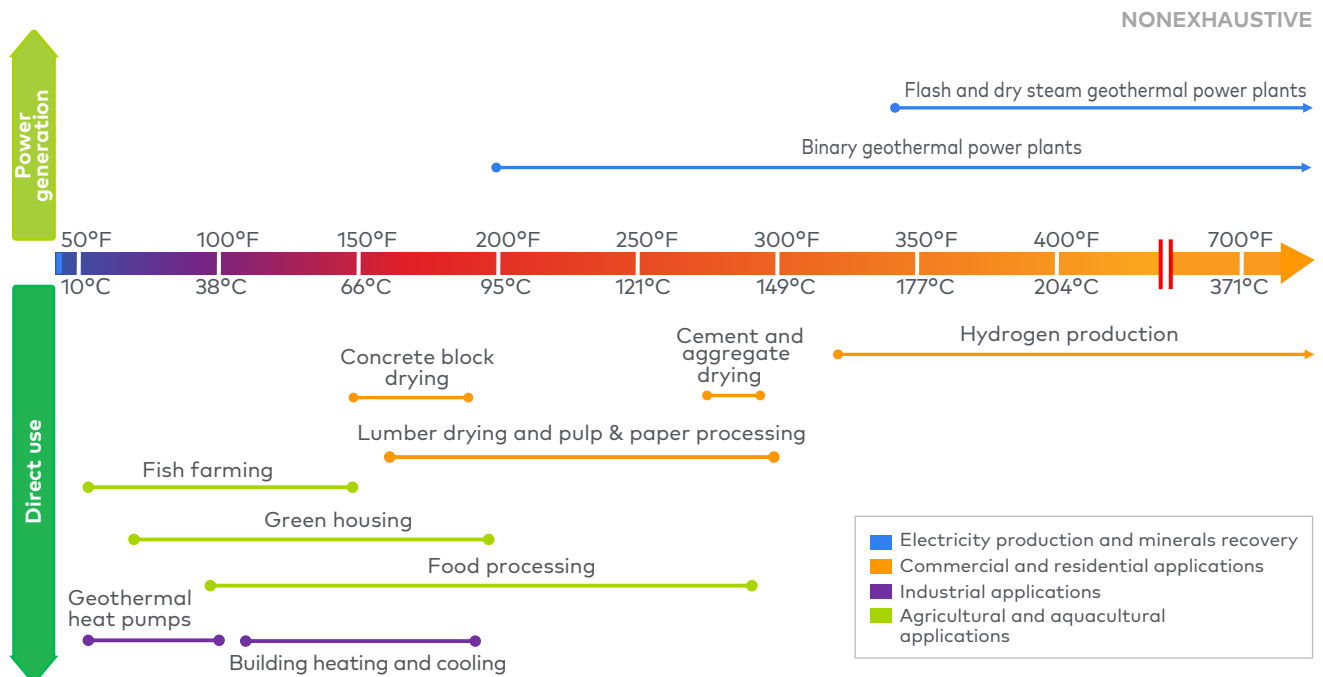 NONEXHAUSTIVE
Power
generation
Flash and dry steam geothermal power plants
Binary geothermal power plants
50°F 100°F 150°F 200°F 250°F 300°F 350°F 400°F 700°F
10°C 38°C 66°C 95°C 121°C 149°C 177°C 204°C 371°C
Direct use
Hydrogen production
Cement and
aggregate
drying
Concrete block
drying
Lumber drying and pulp & paper processing
Fish farming
Green housing
Food processing
Geothermal
heat pumps
Building heating and cooling
Electricity production and minerals recovery
Commercial and residential applications
Industrial applications
Agricultural and aquacultural
applications